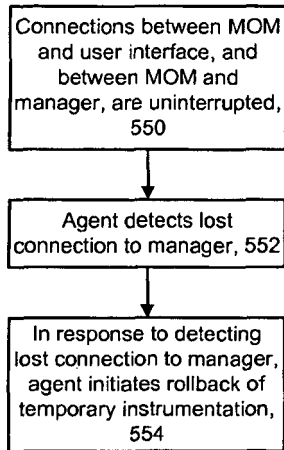 Connections between MOM
and user interface, and
between MOM and
manager, are uninterrupted,
550
Agent detects lost
connection to manager, 552
In response to detecting
lost connection to manager,
agent initiates rollback of
temporary instrumentation,
554